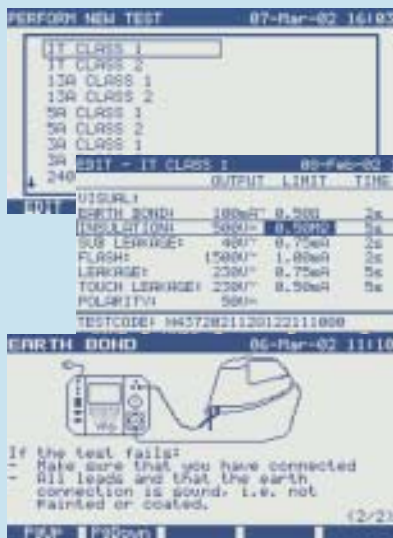 PERFORM NEW TEST 07-Mar-02 16:03
IT CLASS 1
IT CLASS 2
13A CLASS 1
13A CLASS 2
5A CLASS 1
5A CLASS 2
3A CLASS 1
3A
240
EDIT - IT CLASS 1
OUTPUT LIMIT TIME
VISUAL:
EARTH BOND: 100mA~ 0.50Ω 2s
INSULATION: 500V= 0.50MΩ 5s
SUB LEAKAGE: 40V~ 0.75mA 2s
FLASH: 1500V~ 1.00mA 2s
LEAKAGE: 230V~ 0.75mA 5s
TOUCH LEAKAGE: 230V~ 0.50mA 5s
POLARITY: 50V=
TESTCODE:
EARTH BOND 06-Mar-02 11:10
If the test fails:
- Make sure that you have connected
- All leads and that the earth
connection is sound, i.e. not
Painted or coated.
(2/2)
PgUp PgDown